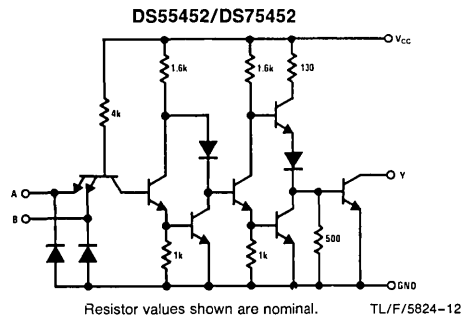 DS55452/DS75452
VCC
1.6k
1.6k
130
4k
A
B
Y
500
1k
1k
GND
Resistor values shown are nominal.
TL/F/5824-12